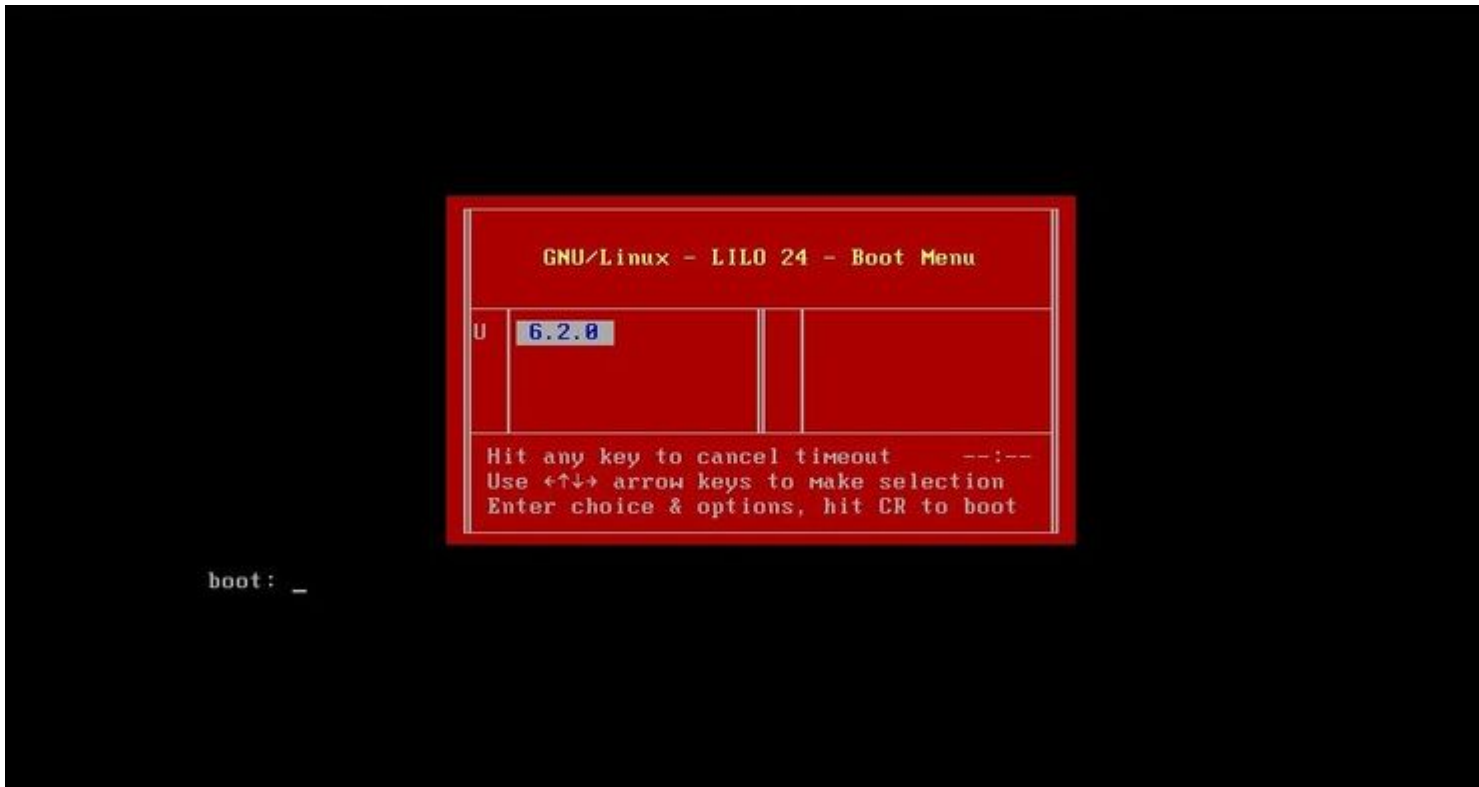 GNU/Linux - LILO 24 - Boot Menu
U 6.2.0
Hit any key to cancel timeout --:--
Use ←↑↓→ arrow keys to make selection
Enter choice & options, hit CR to boot
boot: _